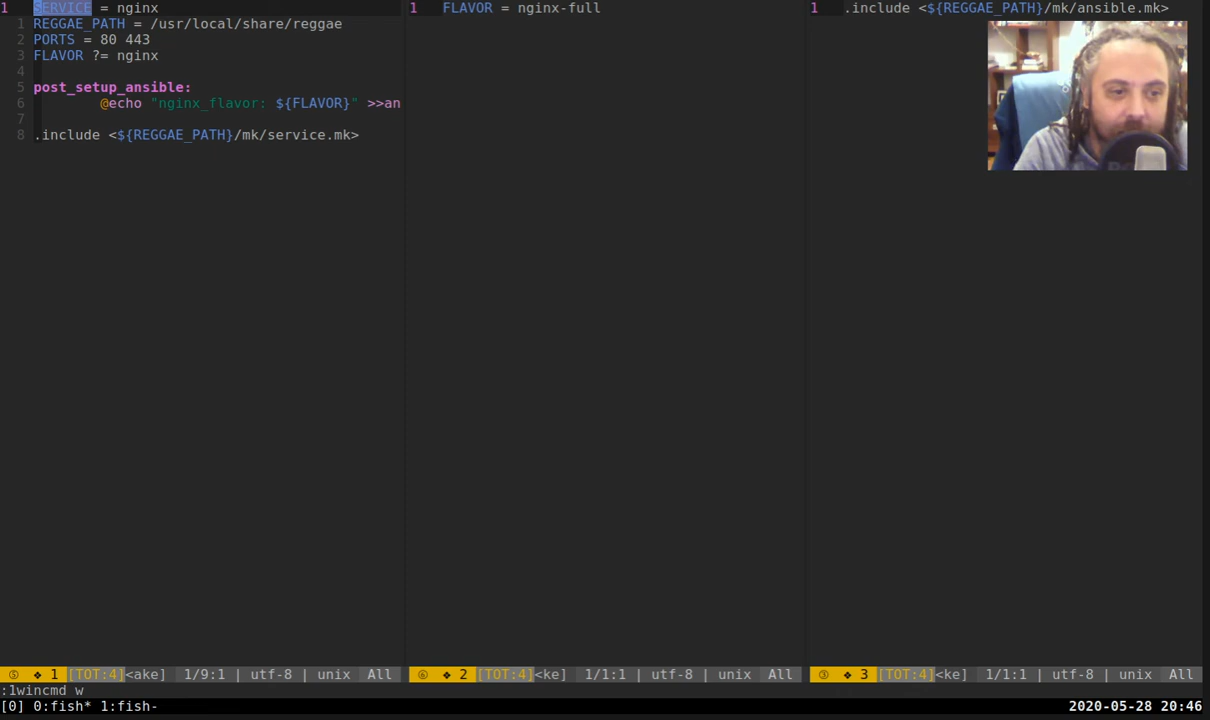 1 SERVICE = nginx
1 REGGAE_PATH = /usr/local/share/reggae
2 PORTS = 80 443
3 FLAVOR ?= nginx
4
5 post_setup_ansible:
6 @echo "nginx_flavor: ${FLAVOR}" >>an
7
8 .include <${REGGAE_PATH}/mk/service.mk>
1 FLAVOR = nginx-full
1 .include <${REGGAE_PATH}/mk/ansible.mk>
⑤ ❖ 1 [TOT:4]<ake] 1/9:1 | utf-8 | unix All
⑥ ❖ 2 [TOT:4]<ke] 1/1:1 | utf-8 | unix All
③ ❖ 3 [TOT:4]<ke] 1/1:1 | utf-8 | unix All
:1wincmd w
[0] 0:fish* 1:fish- 2020-05-28 20:46